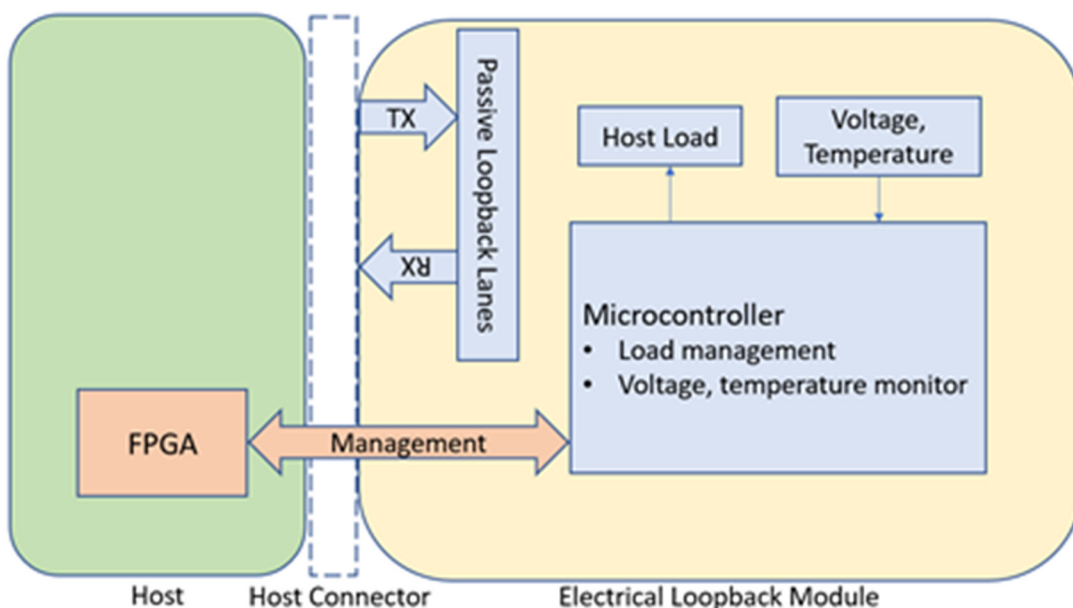 TX
Passive Loopback Lanes
RX
Host Load
Voltage,
Temperature
Microcontroller
• Load management
• Voltage, temperature monitor
FPGA
Management
Host
Host Connector
Electrical Loopback Module